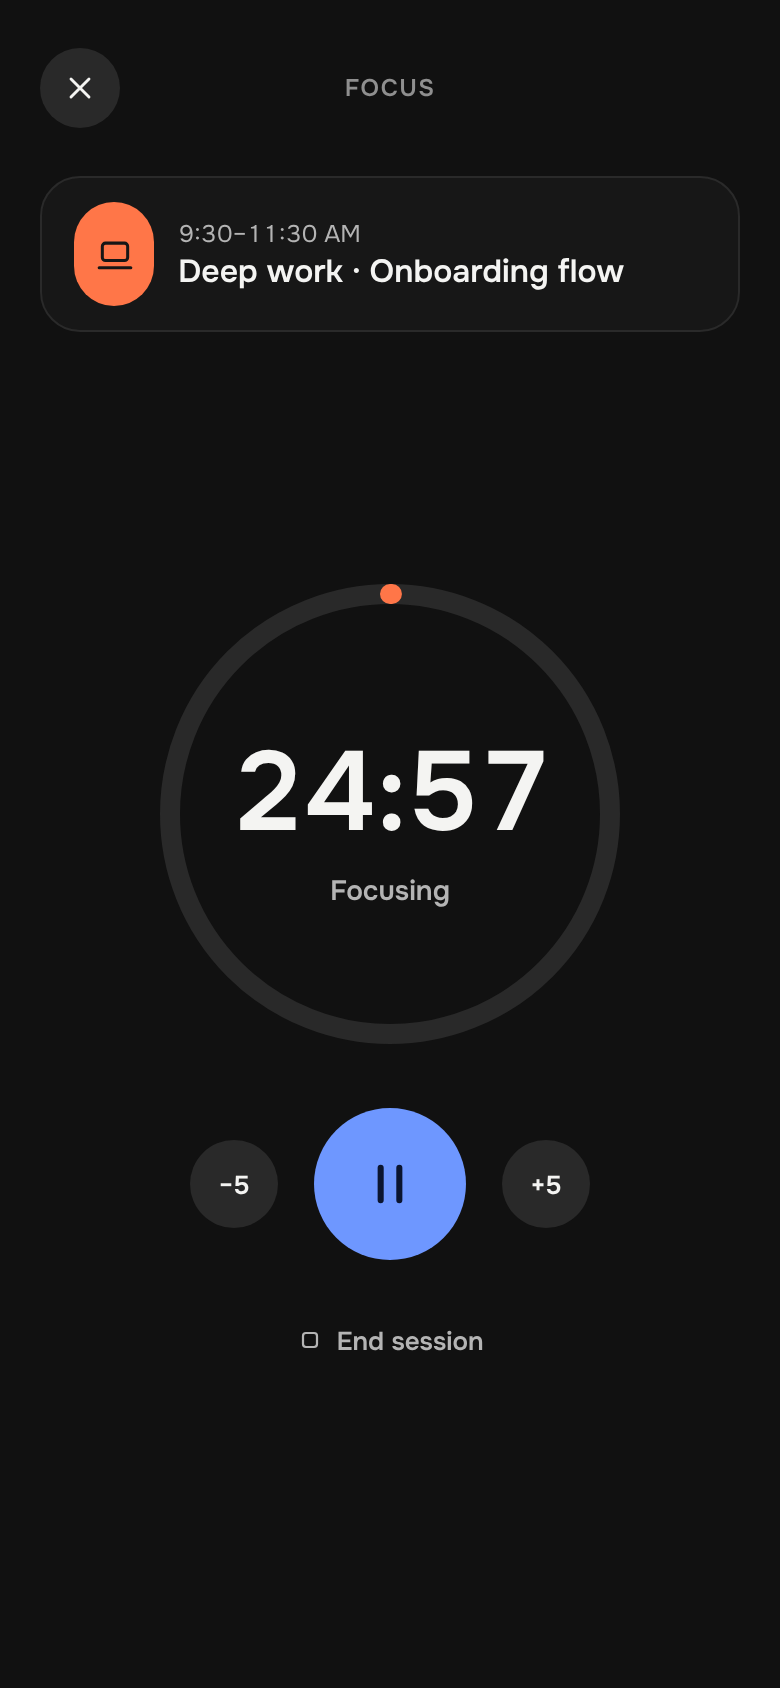 FOCUS
9:30–11:30 AM
Deep work · Onboarding flow
24:57
Focusing
−5
+5
End session